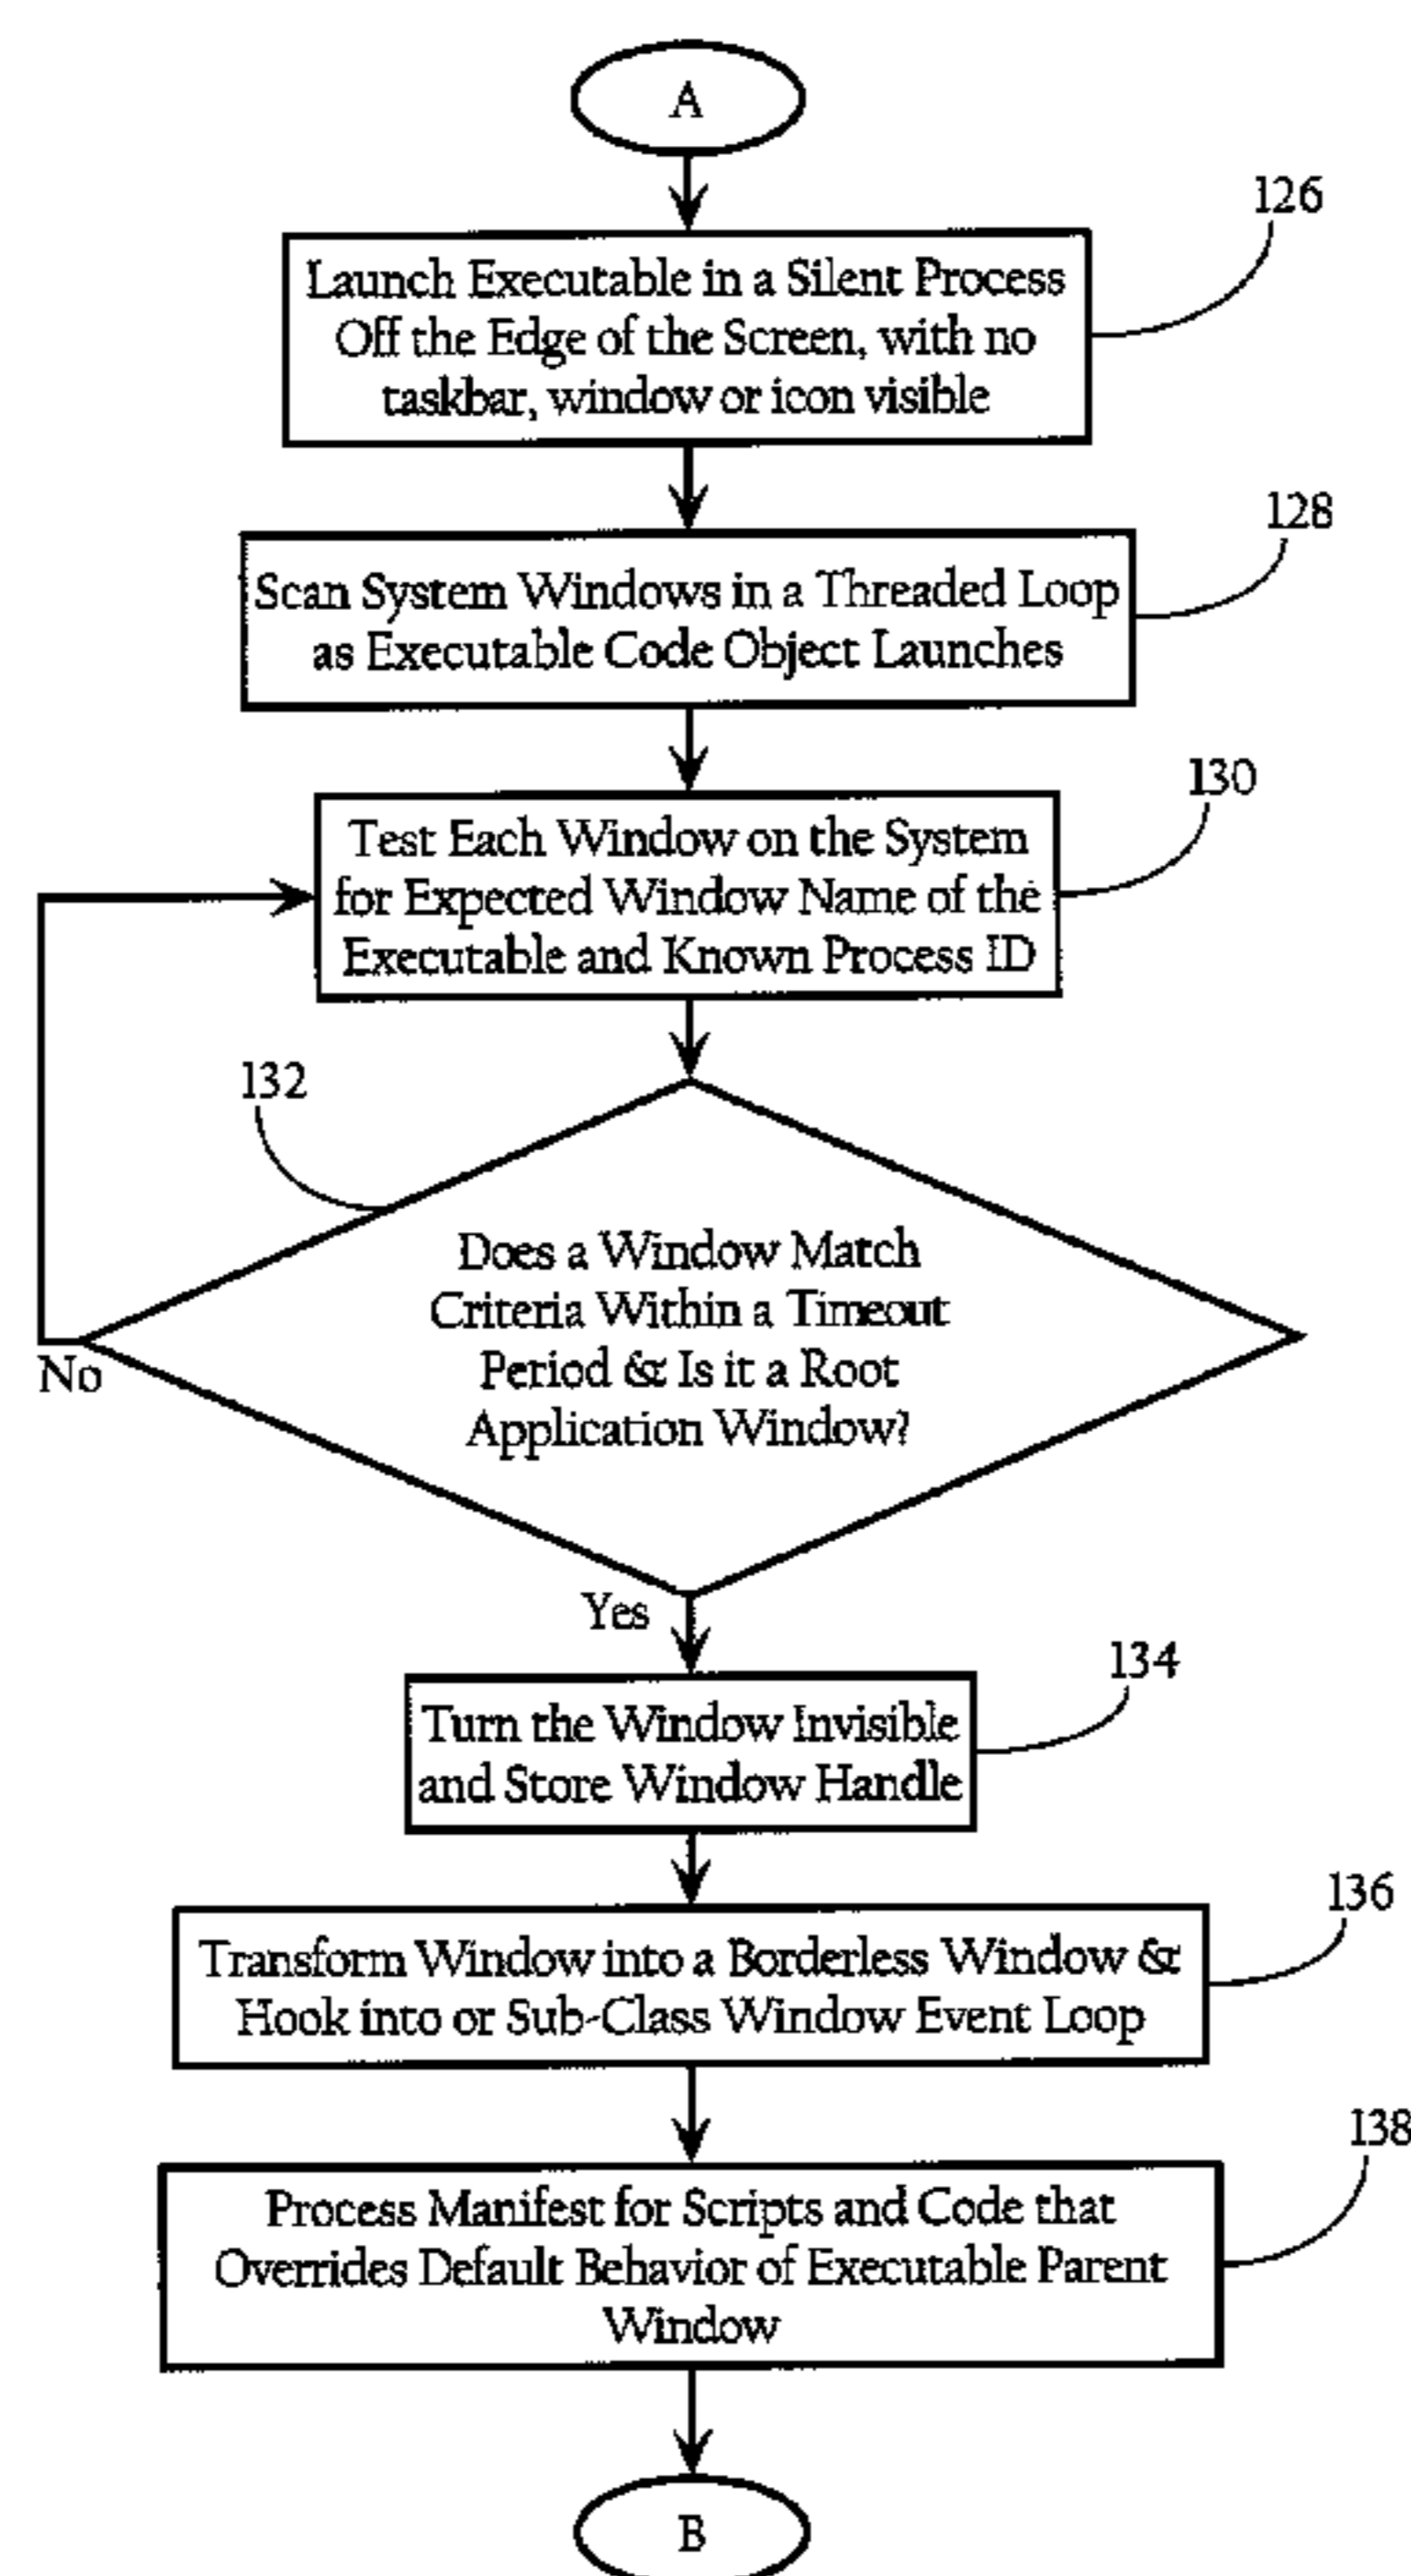 A
126
Launch Executable in a Silent Process
Off the Edge of the Screen, with no
taskbar, window or icon visible
128
Scan System Windows in a Threaded Loop
as Executable Code Object Launches
130
Test Each Window on the System
for Expected Window Name of the
Executable and Known Process ID
132
Does a Window Match
Criteria Within a Timeout
Period & Is it a Root
Application Window?
No
Yes
134
Turn the Window Invisible
and Store Window Handle
136
Transform Window into a Borderless Window &
Hook into or Sub-Class Window Event Loop
138
Process Manifest for Scripts and Code that
Overrides Default Behavior of Executable Parent
Window
B